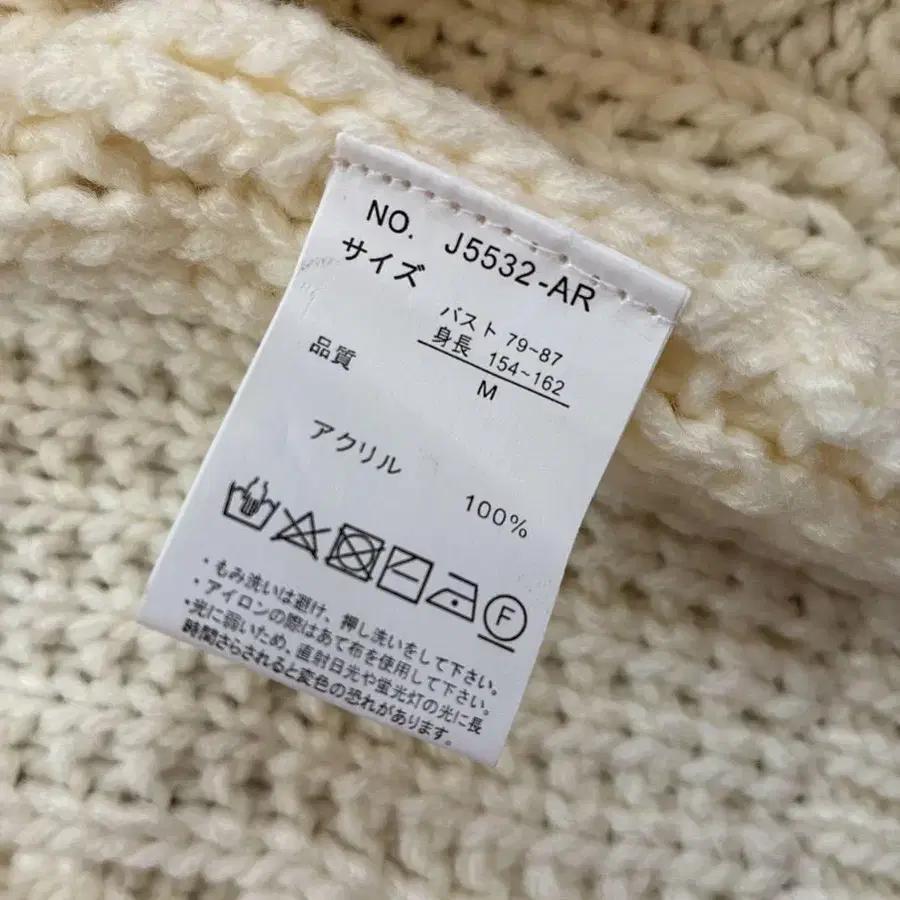 NO. J5532-AR
サイズ
バスト 79~87
身長 154~162
M
品質
アクリル 100%
F
・もみ洗いは避け、押し洗いをして下さい。
・アイロンの際はあて布を使用して下さい。
・光に弱いため、直射日光や蛍光灯の光に長
時間さらされると変色の恐れがあります。